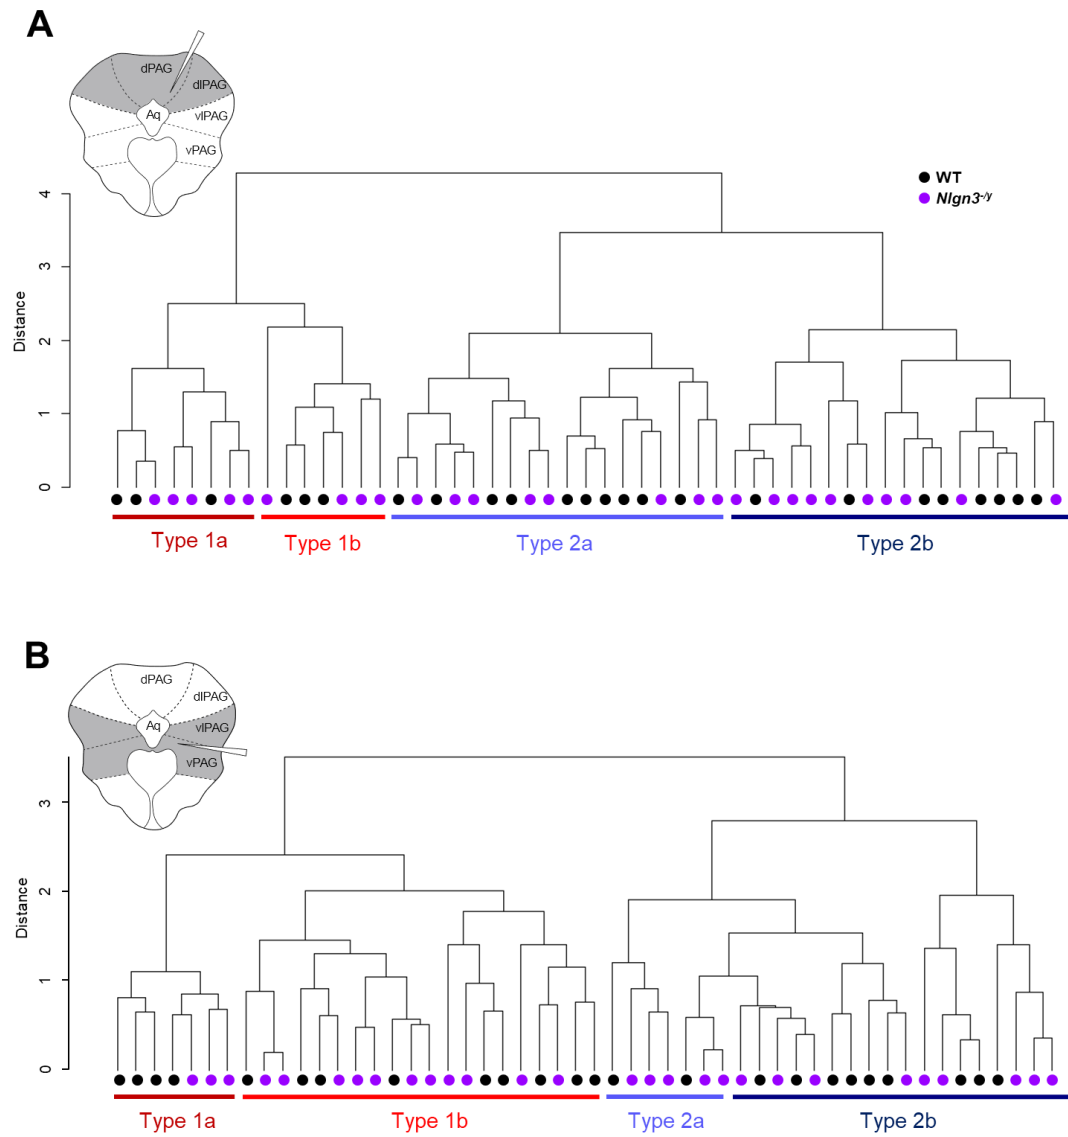 A
dPAG
dlPAG
Aq
vlPAG
vPAG
WT
Nlgn3-/y
4
3
2
1
0
Distance
Type 1a
Type 1b
Type 2a
Type 2b
B
dPAG
dlPAG
Aq
vlPAG
vPAG
3
2
1
0
Distance
Type 1a
Type 1b
Type 2a
Type 2b